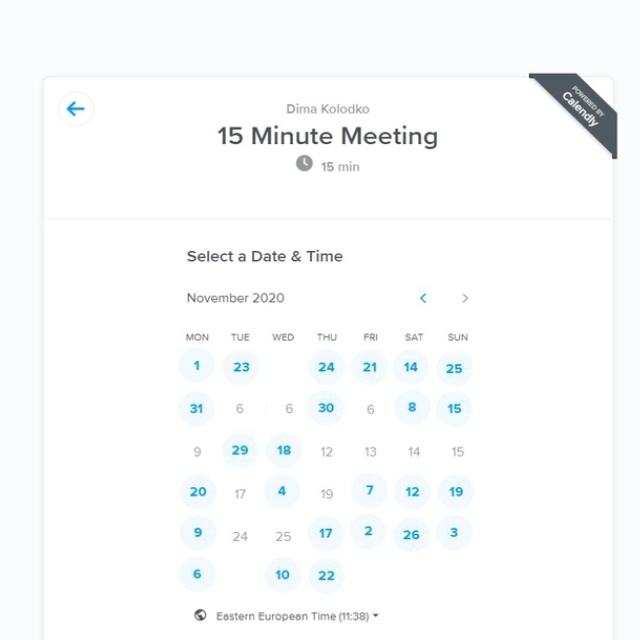 POWERED BY
Calendly
Dima Kolodko
15 Minute Meeting
15 min
Select a Date & Time
November 2020
MON TUE WED THU FRI SAT SUN
1 23 24 21 14 25
31 6 6 30 6 8 15
9 29 18 12 13 14 15
20 17 4 19 7 12 19
9 24 25 17 2 26 3
6 10 22
Eastern European Time (11:38)